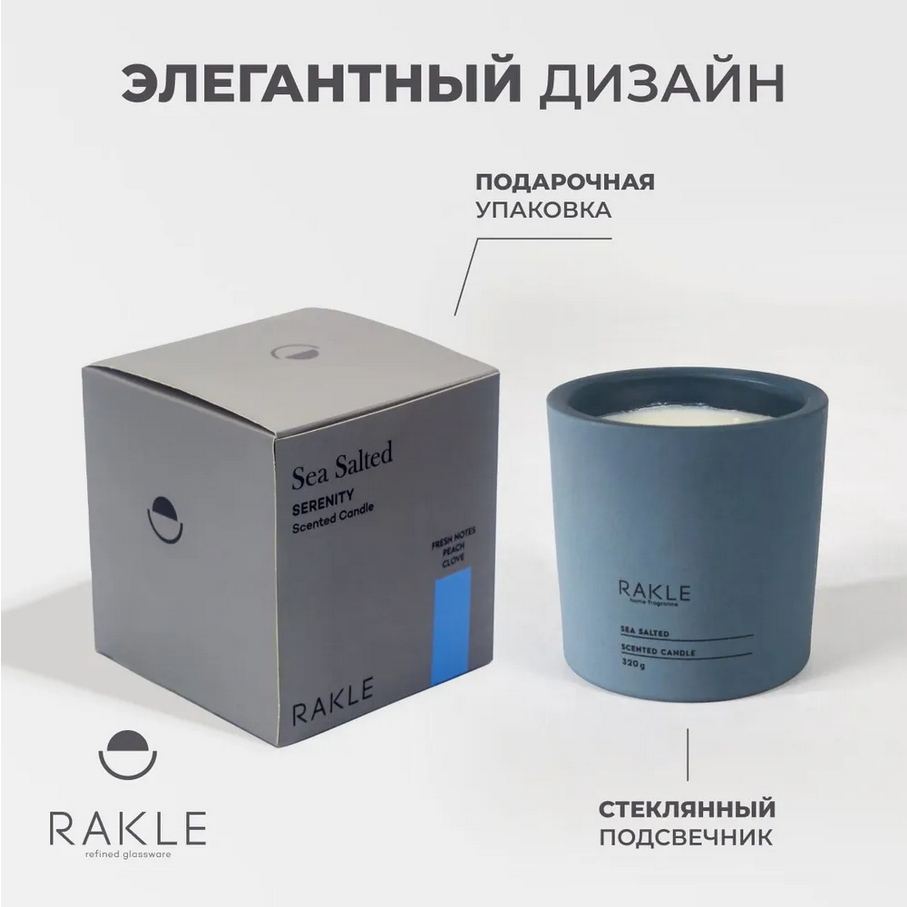 ЭЛЕГАНТНЫЙ ДИЗАЙН
ПОДАРОЧНАЯ
УПАКОВКА
Sea Salted
SERENITY
Scented Candle
FRESH NOTES
PEACH
CLOVE
RAKLE
RAKLE
home fragrance
SEA SALTED
SCENTED CANDLE
320g
RAKLE
refined glassware
СТЕКЛЯННЫЙ
ПОДСВЕЧНИК